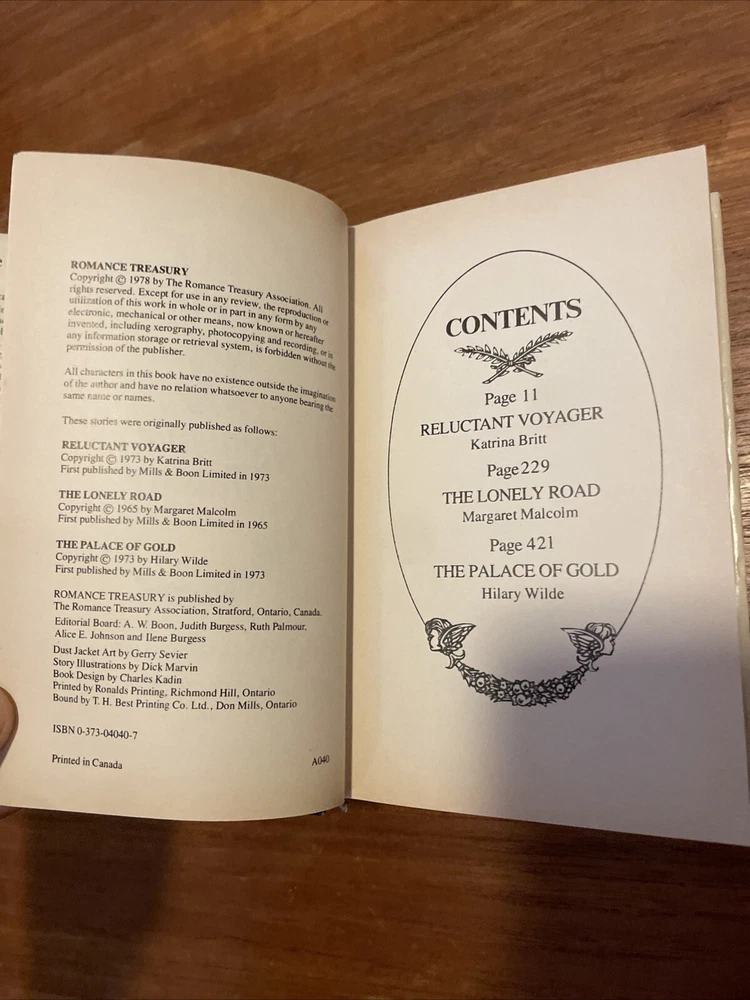 ROMANCE TREASURY
Copyright © 1978 by The Romance Treasury Association. All
rights reserved. Except for use in any review, the reproduction or
utilization of this work in whole or in part in any form by any
electronic, mechanical or other means, now known or hereafter
invented, including xerography, photocopying and recording, or in
any information storage or retrieval system, is forbidden without the
permission of the publisher.
All characters in this book have no existence outside the imagination
of the author and have no relation whatsoever to anyone bearing the
same name or names.
These stories were originally published as follows:
RELUCTANT VOYAGER
Copyright © 1973 by Katrina Britt
First published by Mills & Boon Limited in 1973
THE LONELY ROAD
Copyright © 1965 by Margaret Malcolm
First published by Mills & Boon Limited in 1965
THE PALACE OF GOLD
Copyright © 1973 by Hilary Wilde
First published by Mills & Boon Limited in 1973
ROMANCE TREASURY is published by
The Romance Treasury Association, Stratford, Ontario, Canada.
Editorial Board: A. W. Boon, Judith Burgess, Ruth Palmour,
Alice E. Johnson and Ilene Burgess
Dust Jacket Art by Gerry Sevier
Story Illustrations by Dick Marvin
Book Design by Charles Kadin
Printed by Ronalds Printing, Richmond Hill, Ontario
Bound by T. H. Best Printing Co. Ltd., Don Mills, Ontario
ISBN 0-373-04040-7
Printed in Canada
A040
CONTENTS
Page 11
RELUCTANT VOYAGER
Katrina Britt
Page 229
THE LONELY ROAD
Margaret Malcolm
Page 421
THE PALACE OF GOLD
Hilary Wilde